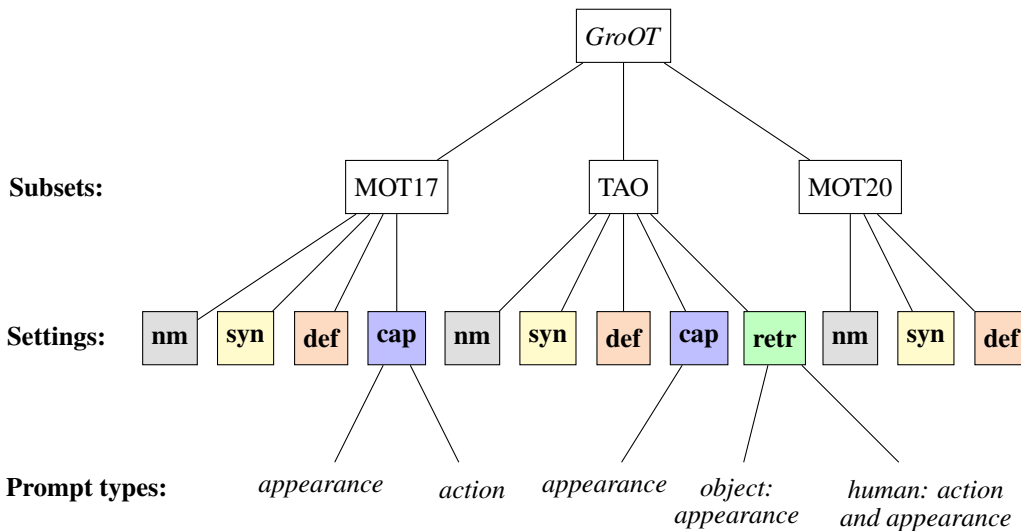 GroOT
Subsets: MOT17 TAO MOT20
Settings: nm syn def cap nm syn def cap retr nm syn def
Prompt types: appearance action appearance object: human: action
appearance and appearance